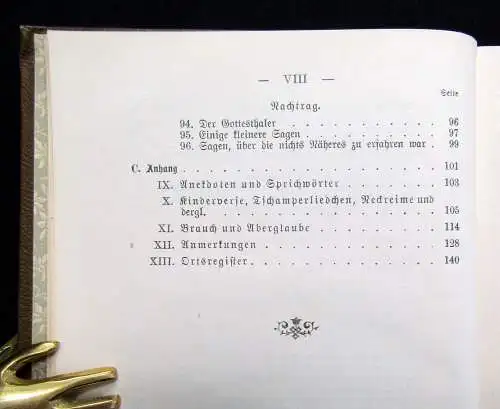 — VIII —
Seite
Nachtrag.
94. Der Gottesthaler . . . . . . . . . . 96
95. Einige kleinere Sagen . . . . . . . . . 97
96. Sagen, über die nichts Näheres zu erfahren war . . 99
C. Anhang . . . . . . . . . . . . . . 101
IX. Anekdoten und Sprichwörter . . . . . . . 103
X. Kinderverse, Tschamperliedchen, Neckreime und
dergl. . . . . . . . . . . . . . . 105
XI. Brauch und Aberglaube . . . . . . . . 114
XII. Anmerkungen . . . . . . . . . . . 128
XIII. Ortsregister . . . . . . . . . . . . 140